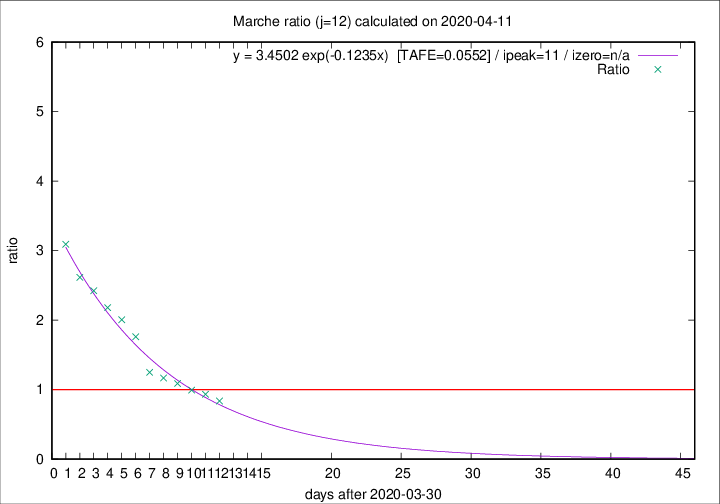 Marche ratio (j=12) calculated on 2020-04-11
y = 3.4502 exp(-0.1235x) [TAFE=0.0552] / ipeak=11 / izero=n/a
Ratio
6
5
4
3
2
1
0
ratio
0 1 2 3 4 5 6 7 8 9 10 11 12 13 14 15 20 25 30 35 40 45
days after 2020-03-30